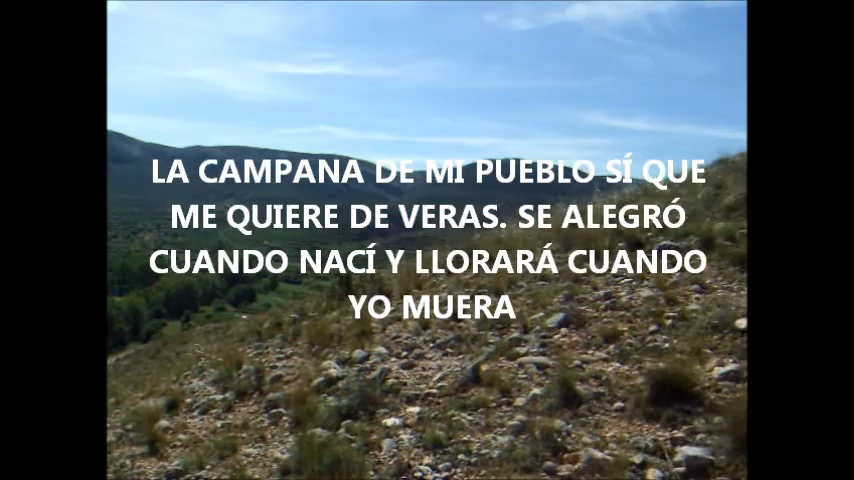 LA CAMPANA DE MI PUEBLO SÍ QUE
ME QUIERE DE VERAS. SE ALEGRÓ
CUANDO NACÍ Y LLORARÁ CUANDO
YO MUERA